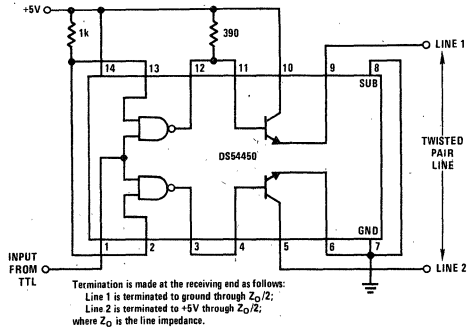 +5V
1k
390
14
13
12
11
10
9
8
SUB
LINE 1
DS54450
TWISTED
PAIR
LINE
GND
1
2
3
4
5
6
7
INPUT
FROM
TTL
LINE 2
Termination is made at the receiving end as follows:
Line 1 is terminated to ground through ZO/2;
Line 2 is terminated to +5V through ZO/2;
where ZO is the line impedance.